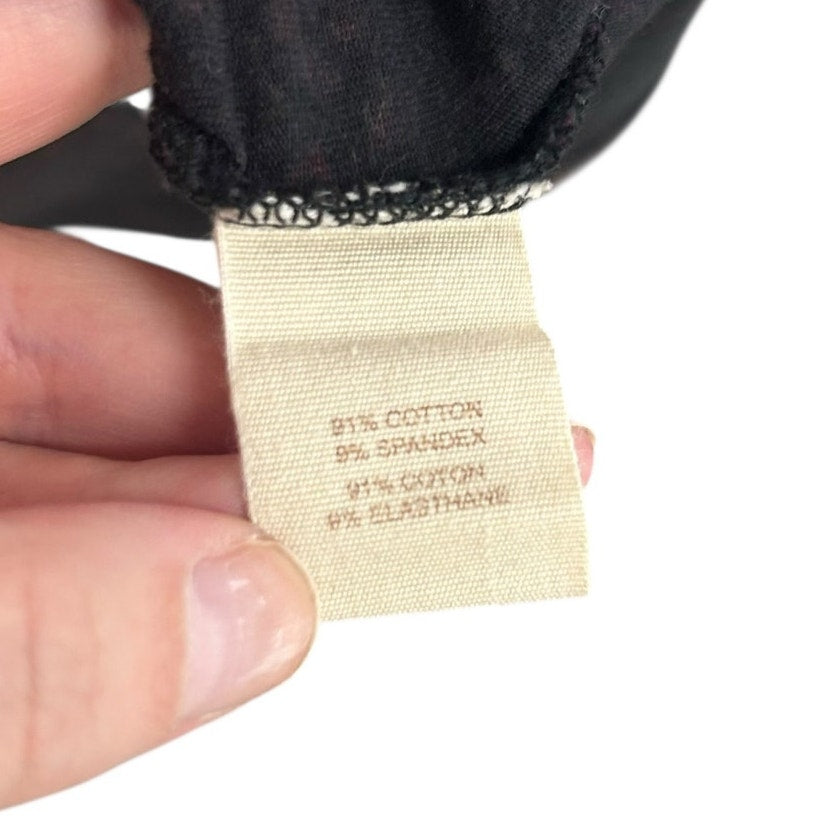 91% COTTON
9% SPANDEX
91% COTON
9% ELASTHANE